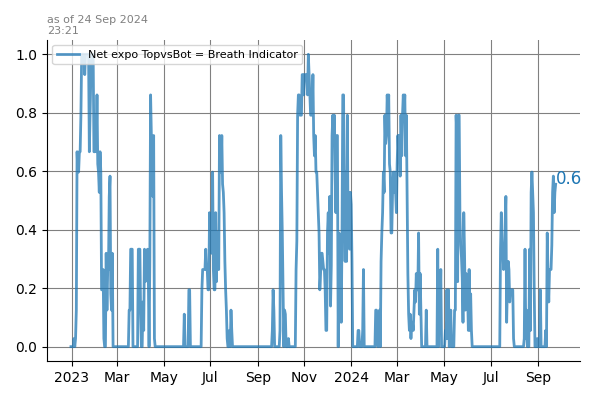 as of 24 Sep 2024
23:21
Net expo TopvsBot = Breath Indicator
1.0
0.8
0.6
0.4
0.2
0.0
0.6
2023 Mar May Jul Sep Nov 2024 Mar May Jul Sep